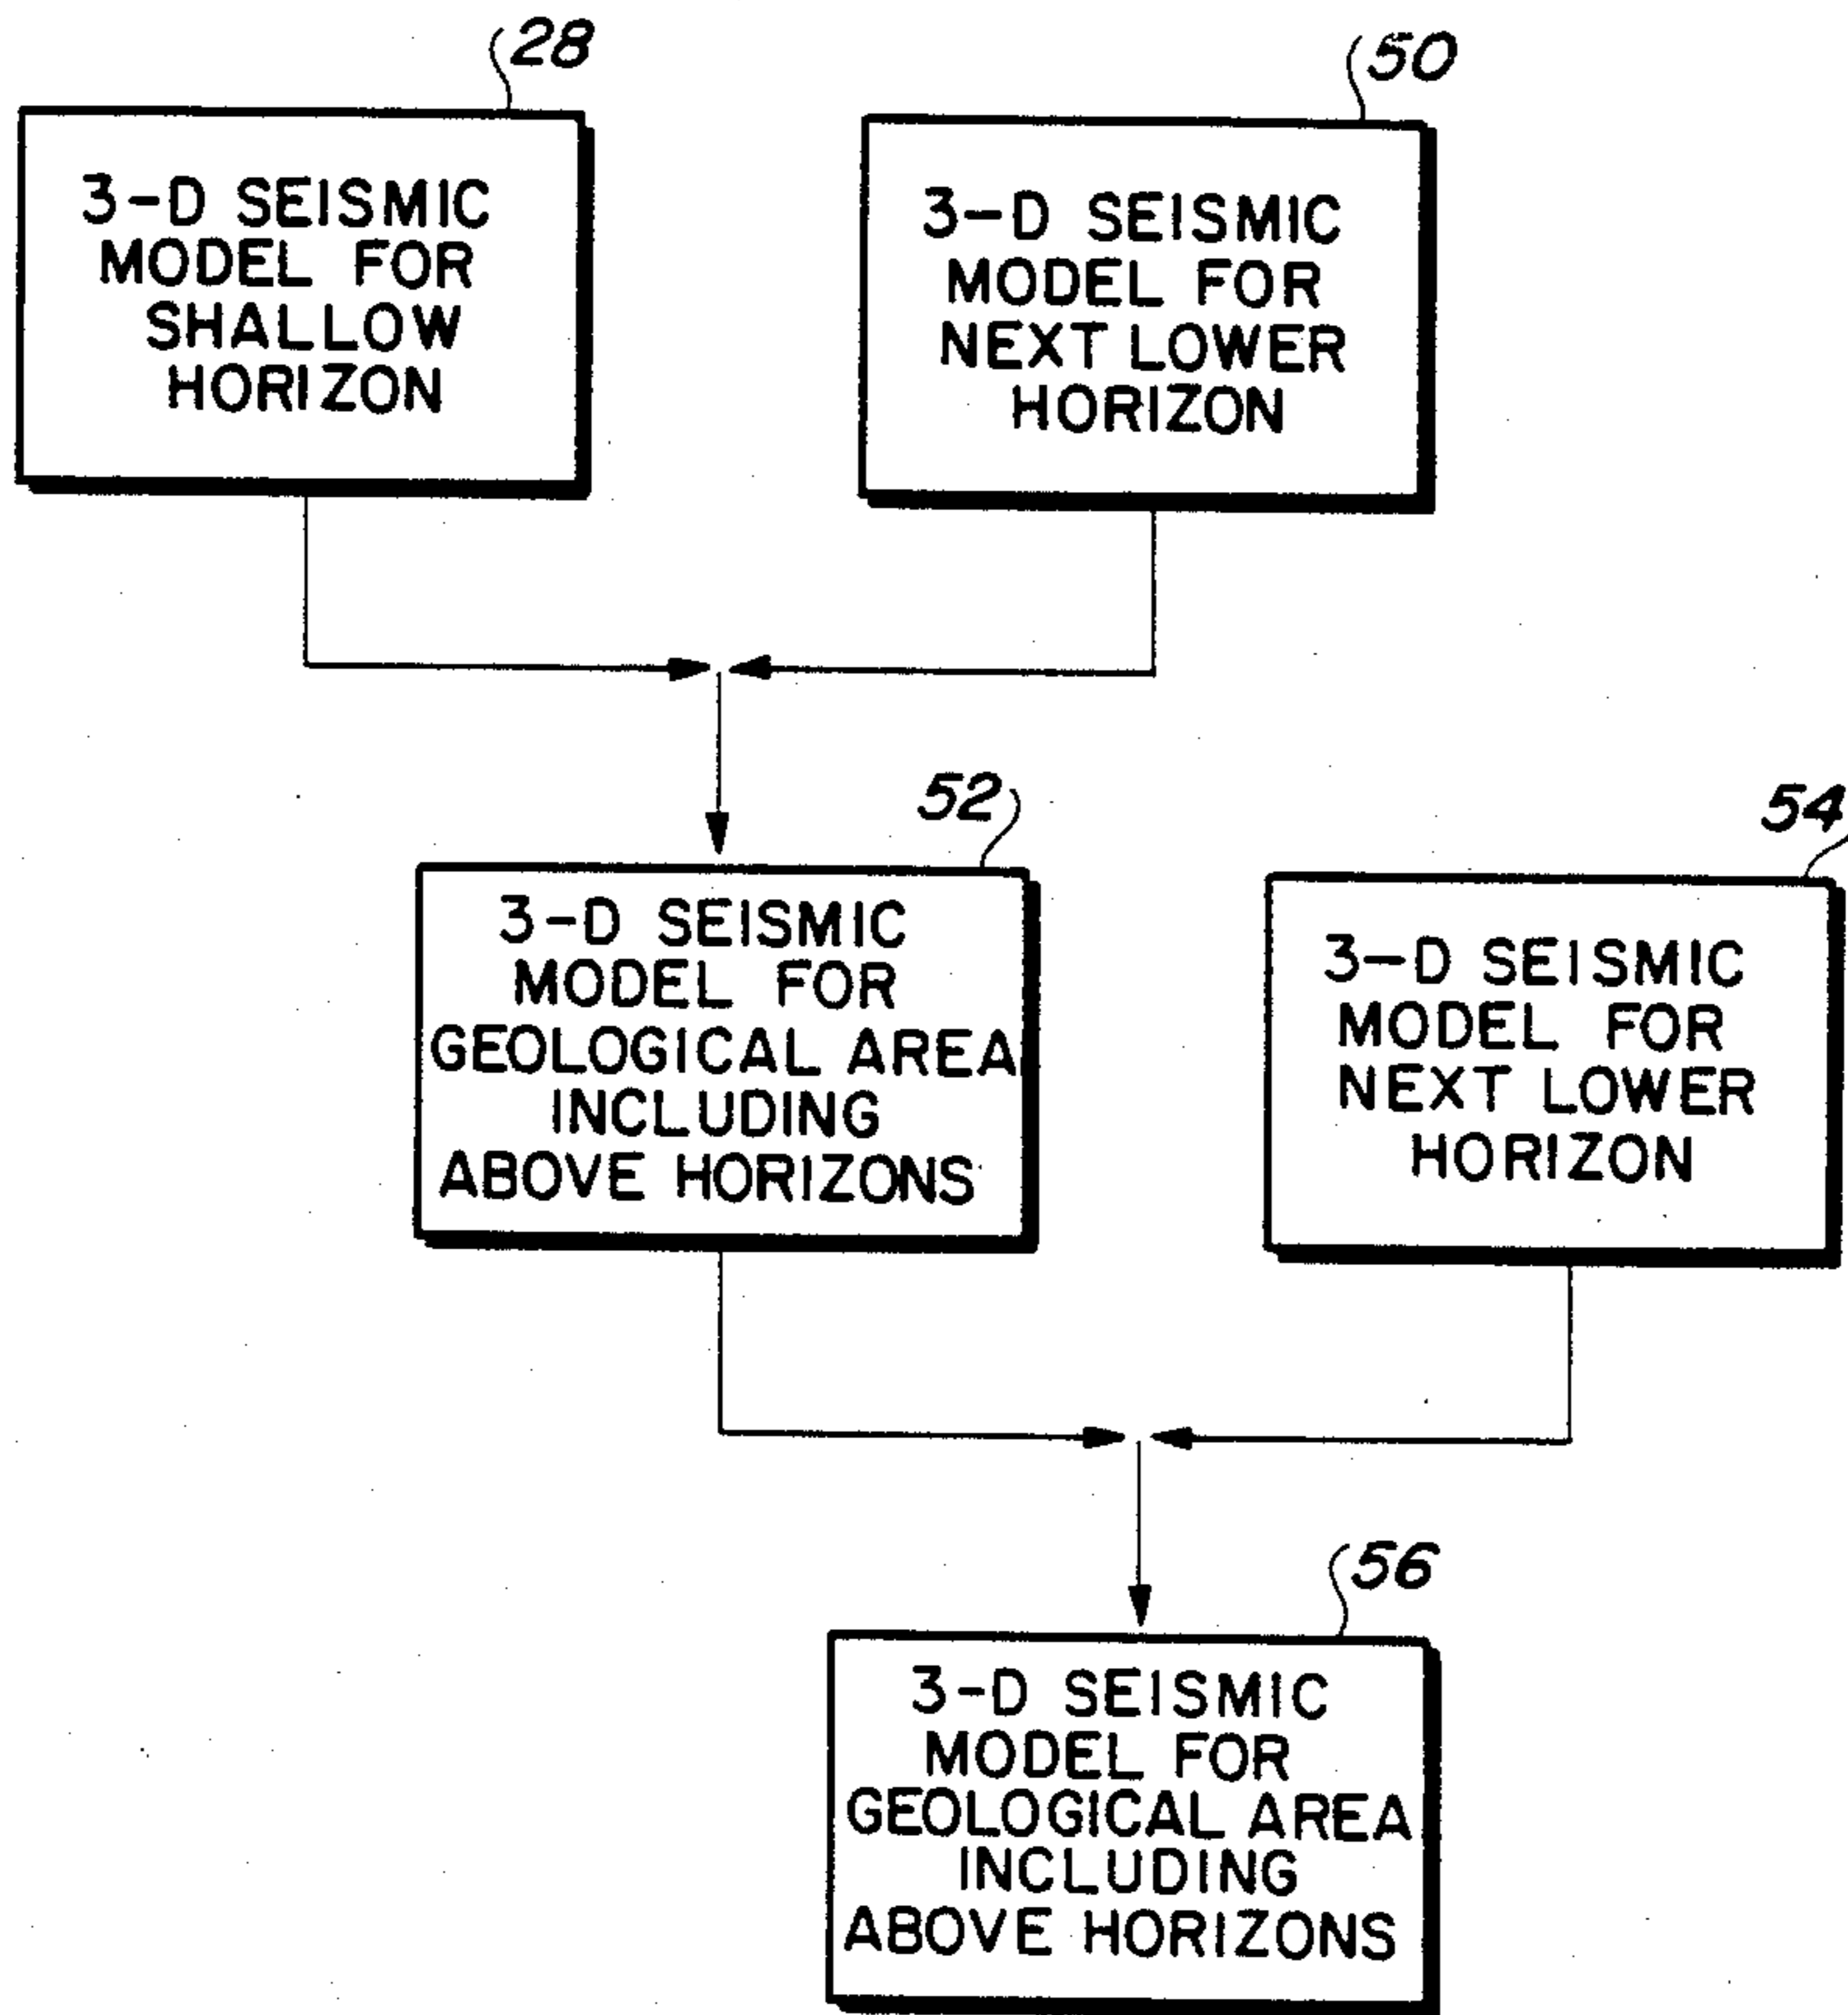 28
3-D SEISMIC
MODEL FOR
SHALLOW
HORIZON
50
3-D SEISMIC
MODEL FOR
NEXT LOWER
HORIZON
52
3-D SEISMIC
MODEL FOR
GEOLOGICAL AREA
INCLUDING
ABOVE HORIZONS
54
3-D SEISMIC
MODEL FOR
NEXT LOWER
HORIZON
56
3-D SEISMIC
MODEL FOR
GEOLOGICAL AREA
INCLUDING
ABOVE HORIZONS